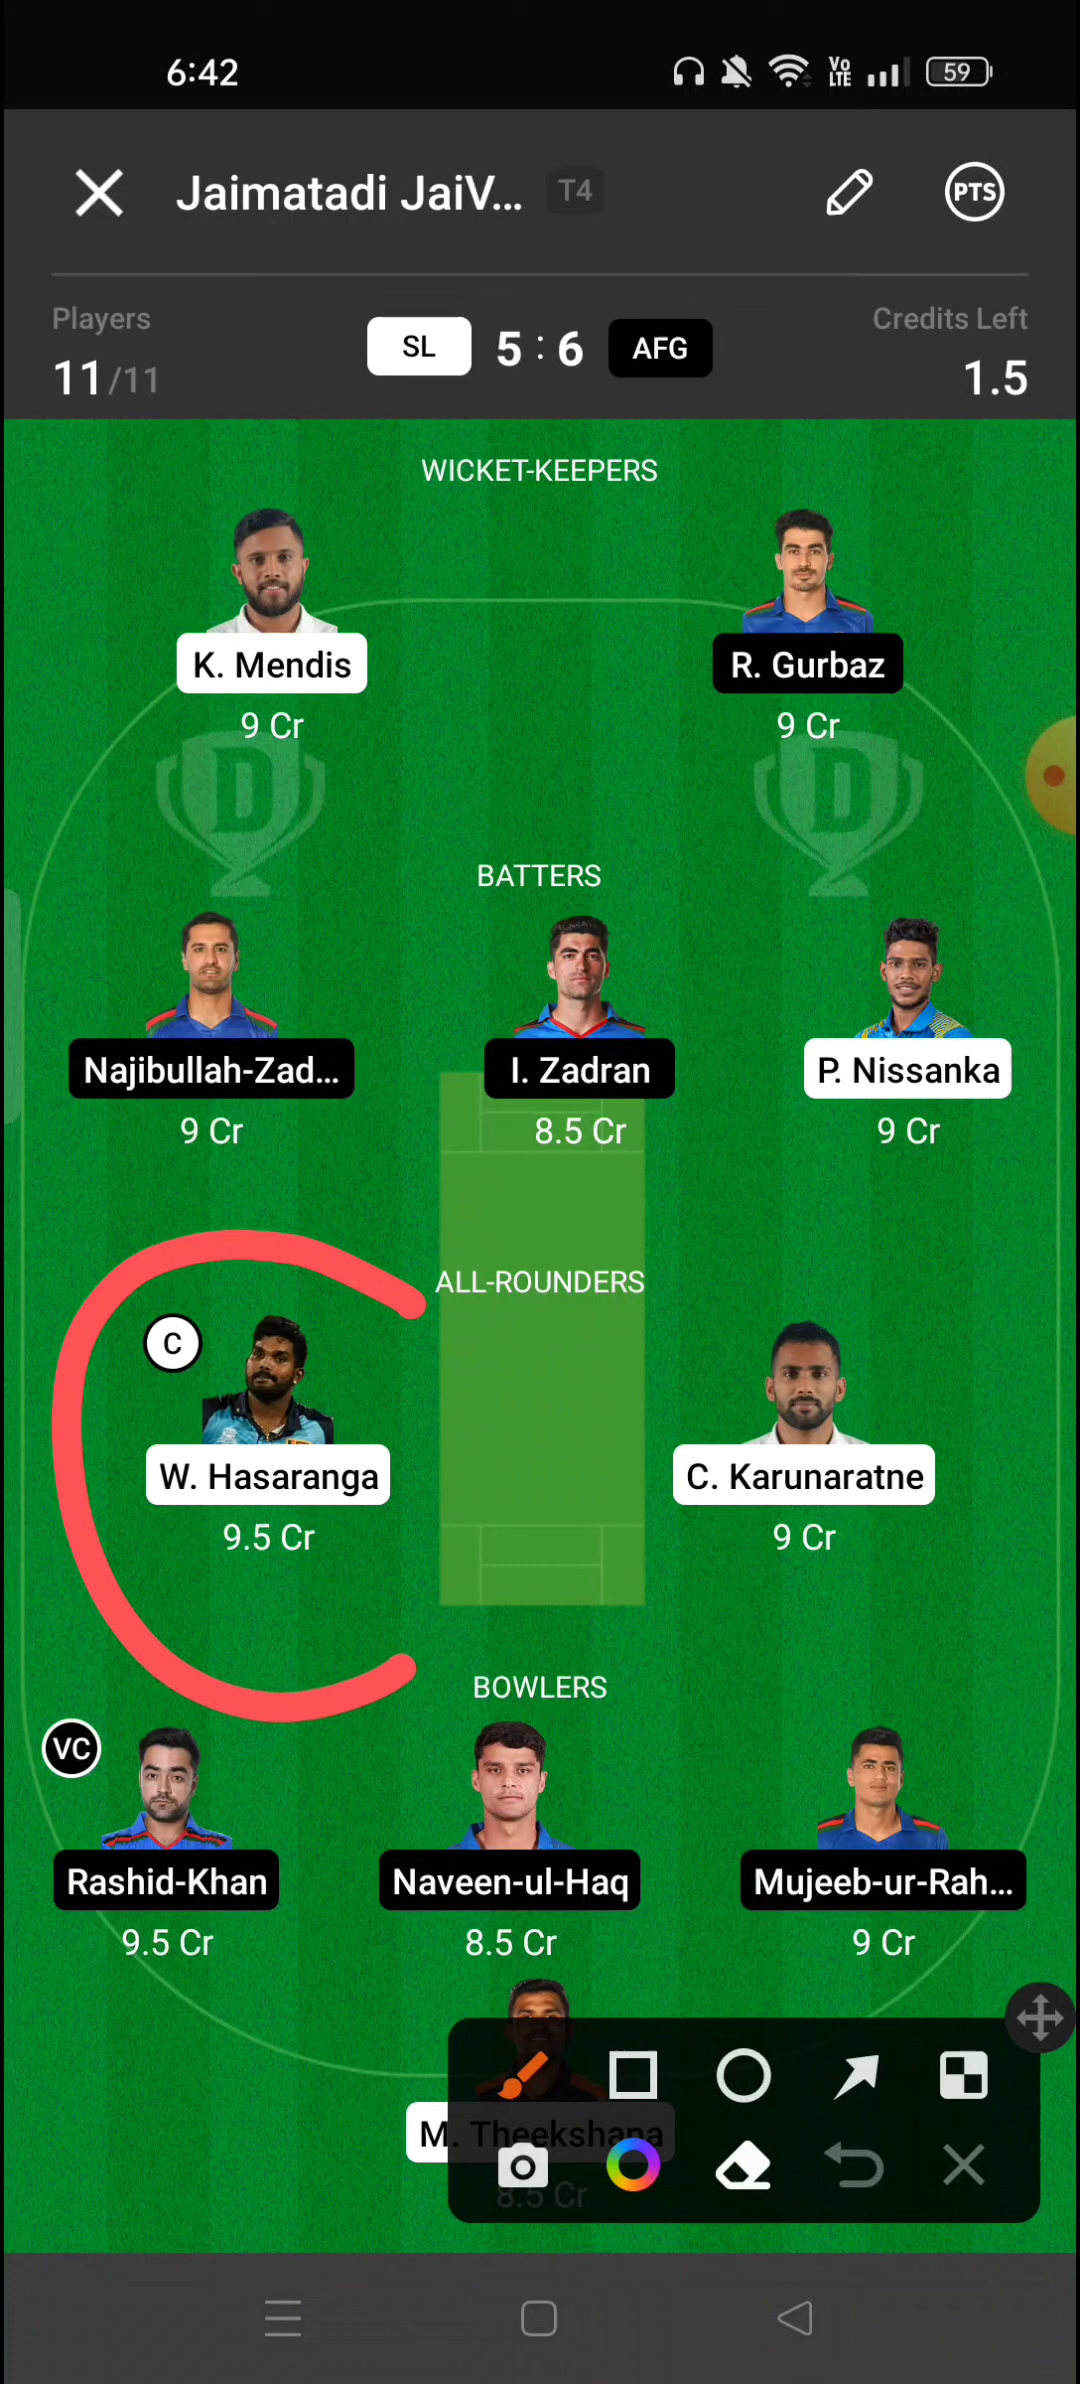 6:42
Vo LTE
59
Jaimatadi JaiV... T4
PTS
Players
Credits Left
11/11
SL 5 : 6 AFG
1.5
WICKET-KEEPERS
K. Mendis
R. Gurbaz
9 Cr
9 Cr
D
D
BATTERS
Najibullah-Zad...
I. Zadran
P. Nissanka
9 Cr
8.5 Cr
9 Cr
ALL-ROUNDERS
C
W. Hasaranga
C. Karunaratne
9.5 Cr
9 Cr
BOWLERS
VC
Rashid-Khan
Naveen-ul-Haq
Mujeeb-ur-Rah...
9.5 Cr
8.5 Cr
9 Cr
M. Theekshana
8.5 Cr